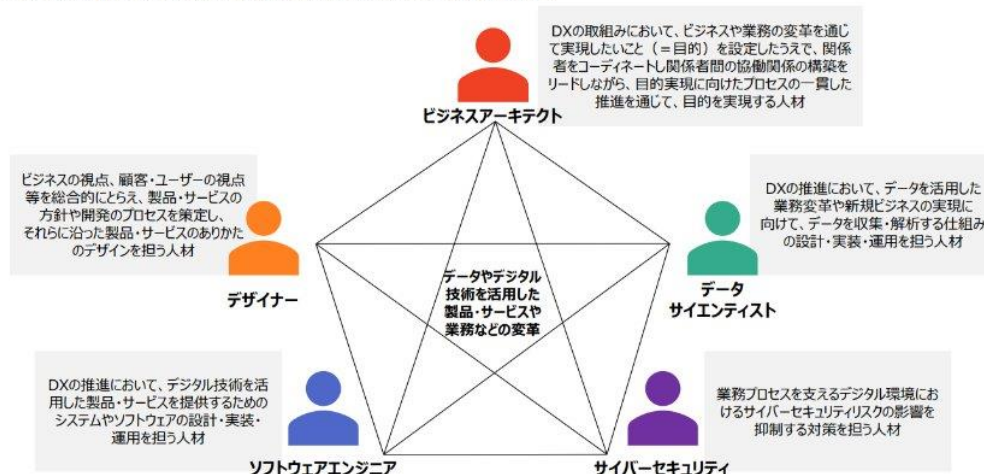 DXの取組みにおいて、ビジネスや業務の変革を通じ
て実現したいこと（＝目的）を設定したうえで、関係
者をコーディネートし関係者間の協働関係の構築を
リードしながら、目的実現に向けたプロセスの一貫した
推進を通じて、目的を実現する人材
ビジネスアーキテクト
ビジネスの視点、顧客・ユーザーの視点
等を総合的にとらえ、製品・サービスの
方針や開発のプロセスを策定し、
それらに沿った製品・サービスのありかた
のデザインを担う人材
デザイナー
DXの推進において、データを活用した
業務変革や新規ビジネスの実現に
向けて、データを収集・解析する仕組み
の設計・実装・運用を担う人材
データ
サイエンティスト
データやデジタル
技術を活用した
製品・サービスや
業務などの変革
DXの推進において、デジタル技術を活
用した製品・サービスを提供するための
システムやソフトウェアの設計・実装・
運用を担う人材
ソフトウェアエンジニア
業務プロセスを支えるデジタル環境にお
けるサイバーセキュリティリスクの影響を
抑制する対策を担う人材
サイバーセキュリティ